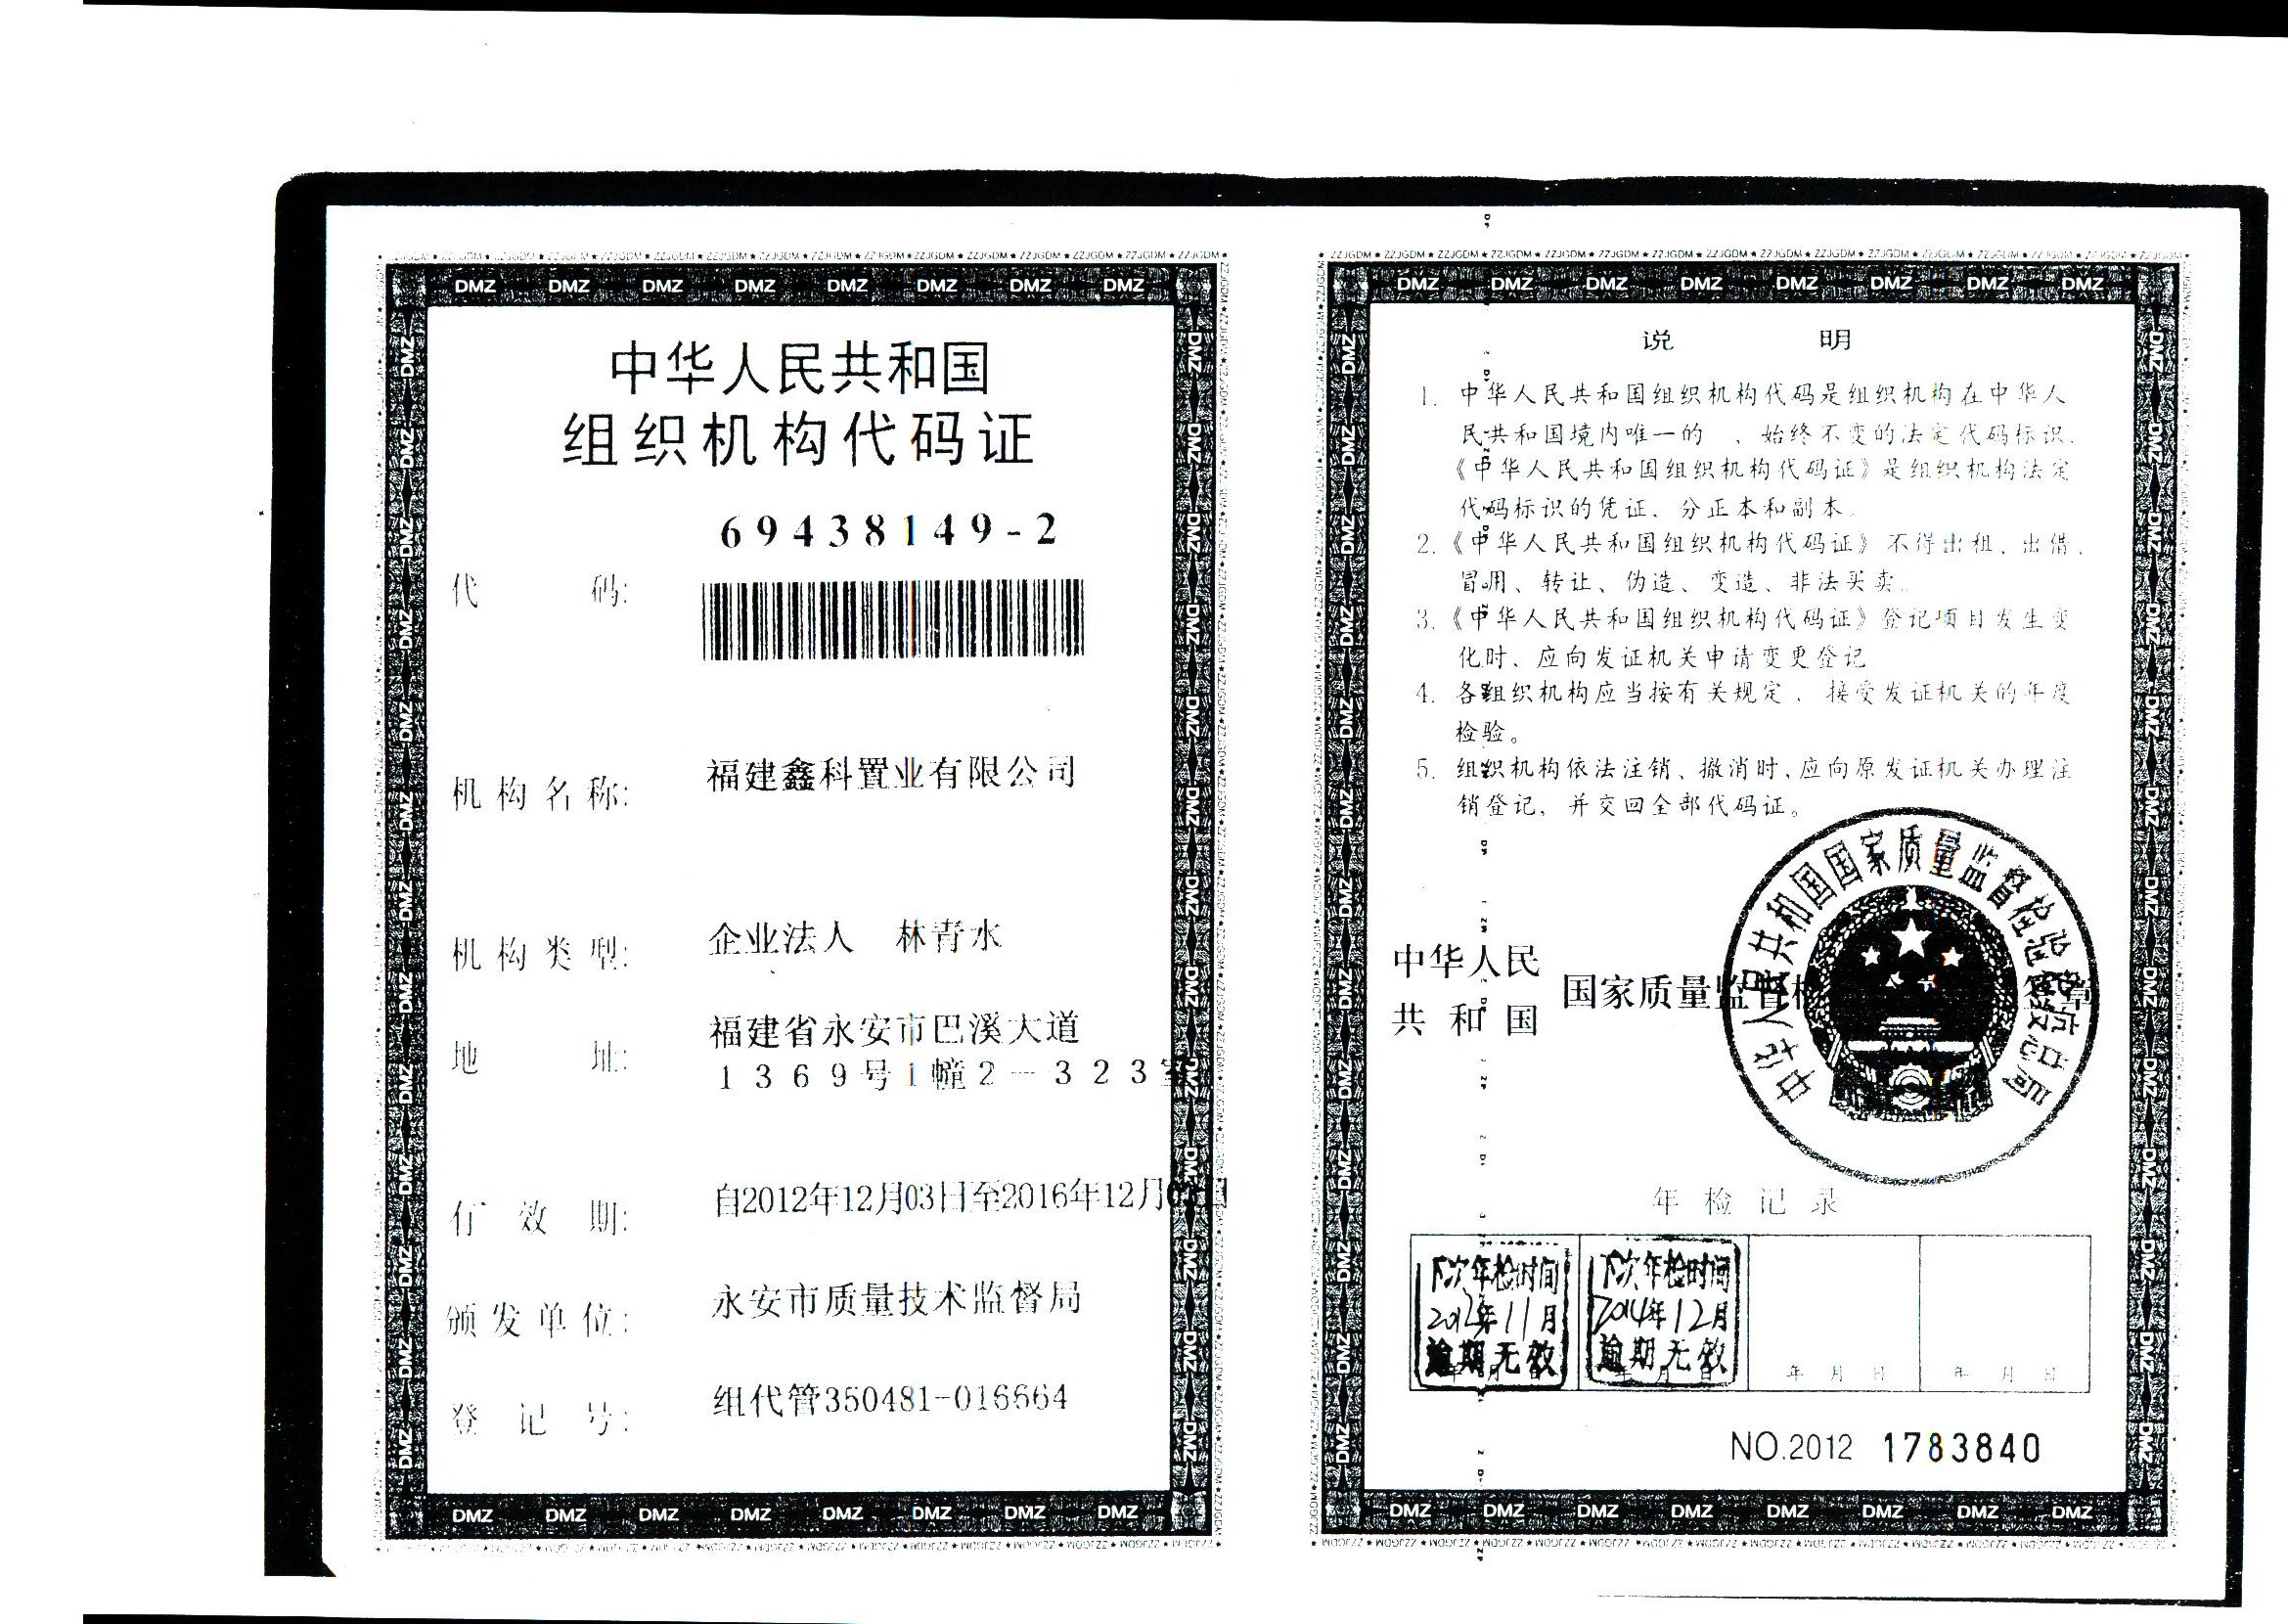 中华人民共和国
组织机构代码证
代 码:
69438149-2
机构名称:
福建鑫科置业有限公司
机构类型:
企业法人 林青水
地 址:
福建省永安市巴溪大道
1369号1幢2—323室
有 效 期:
自2012年12月03日至2016年12月
颁发单位:
永安市质量技术监督局
登 记 号:
组代管350481-016664
DMZ DMZ DMZ DMZ DMZ DMZ DMZ DMZ
说 明
1. 中华人民共和国组织机构代码是组织机构在中华人
民共和国境内唯一的、始终不变的法定代码标识,
《中华人民共和国组织机构代码证》是组织机构法定
代码标识的凭证、分正本和副本。
2.《中华人民共和国组织机构代码证》不得出租、出借、
冒用、转让、伪造、变造、非法买卖。
3.《中华人民共和国组织机构代码证》登记项目发生变
化时、应向发证机关申请变更登记
4. 各组织机构应当按有关规定、接受发证机关的年度
检验。
5. 组织机构依法注销、撤消时,应向原发证机关办理注
销登记,并交回全部代码证。
中华人民
共和国
国家质量监督检 签章
中华人民共和国国家质量监督检验检疫总局
年检记录
下次年检时间
2012年11月
逾期无效
下次年检时间
2014年12月
逾期无效
年 月 日
年 月 日
NO.2012 1783840
DMZ DMZ DMZ DMZ DMZ DMZ DMZ DMZ